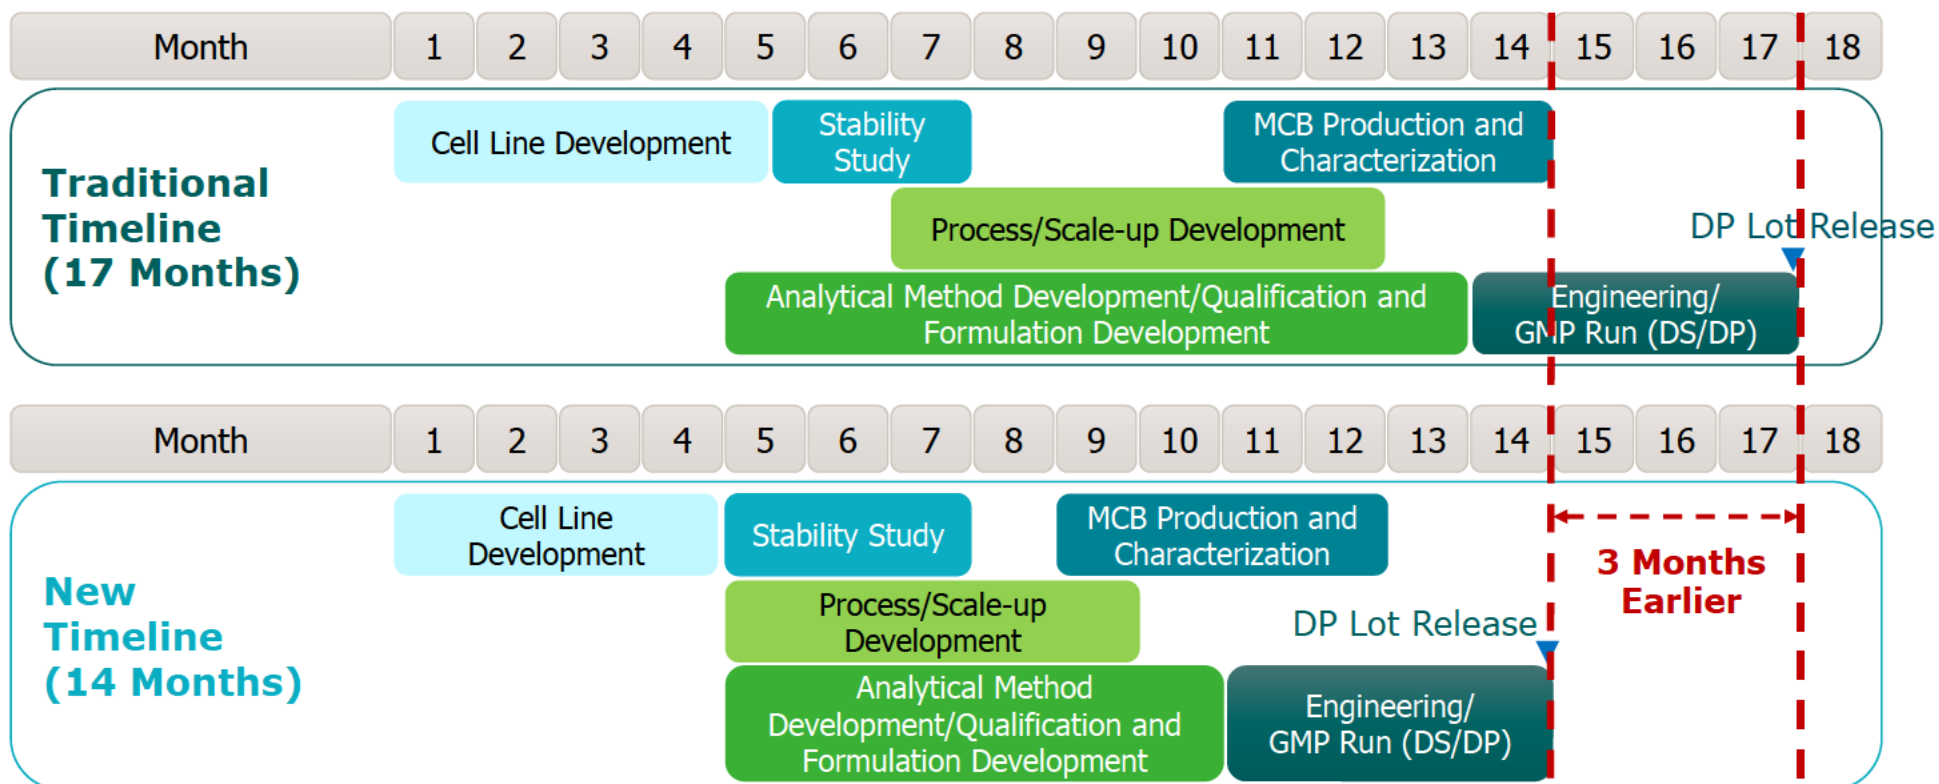 Month 1 2 3 4 5 6 7 8 9 10 11 12 13 14 15 16 17 18
Traditional
Timeline
(17 Months)
Cell Line Development
Stability
Study
MCB Production and
Characterization
Process/Scale-up Development
DP Lot Release
Analytical Method Development/Qualification and
Formulation Development
Engineering/
GMP Run (DS/DP)
Month 1 2 3 4 5 6 7 8 9 10 11 12 13 14 15 16 17 18
New
Timeline
(14 Months)
Cell Line
Development
Stability Study
MCB Production and
Characterization
3 Months
Earlier
Process/Scale-up
Development
DP Lot Release
Analytical Method
Development/Qualification and
Formulation Development
Engineering/
GMP Run (DS/DP)